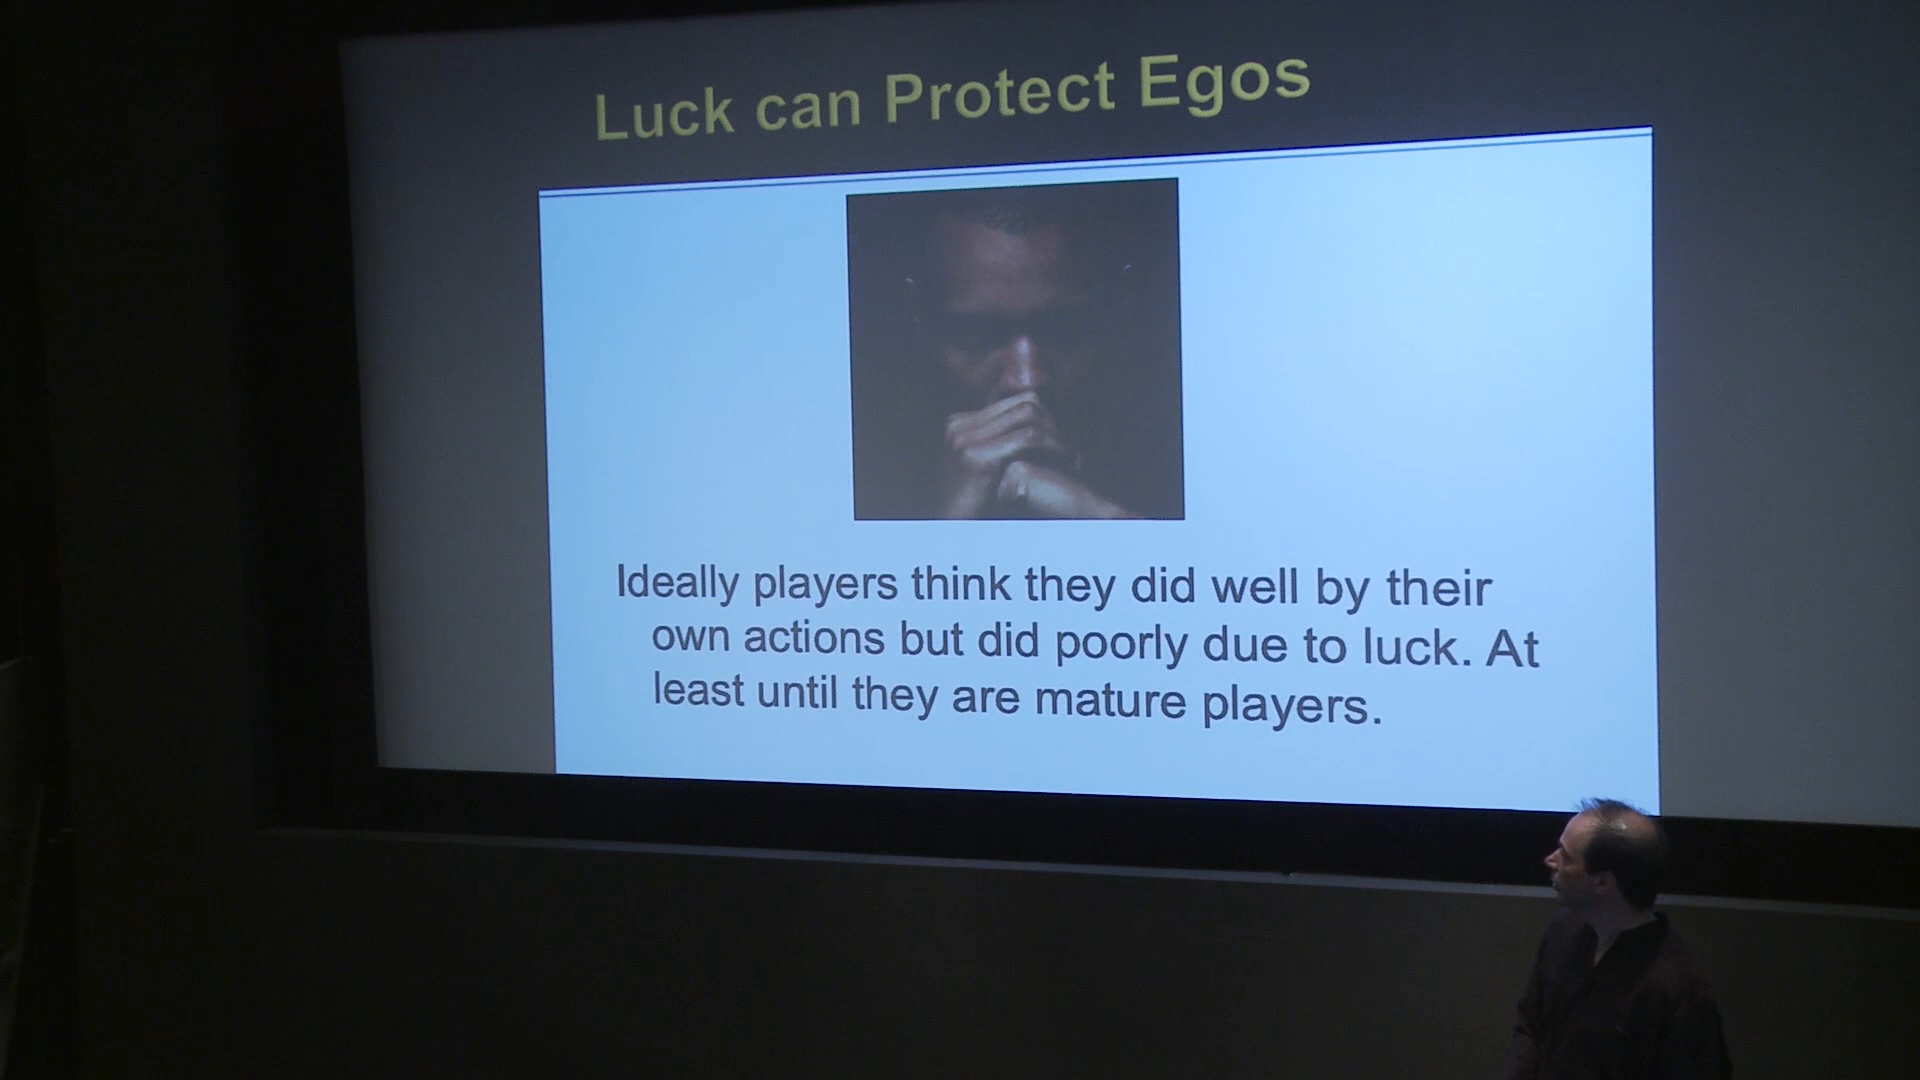 Luck can Protect Egos
Ideally players think they did well by their
own actions but did poorly due to luck. At
least until they are mature players.